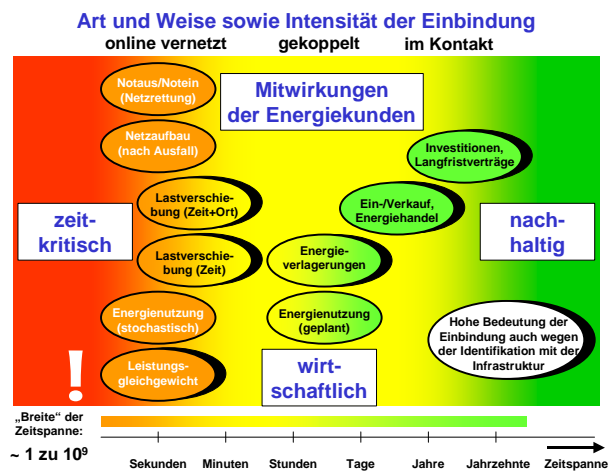 Art und Weise sowie Intensität der Einbindung
online vernetzt gekoppelt im Kontakt
Notaus/Notein
(Netzrettung)
Mitwirkungen
der Energiekunden
Netzaufbau
(nach Ausfall)
Investitionen,
Langfristverträge
Lastverschie-
bung (Zeit+Ort)
Ein-/Verkauf,
Energiehandel
zeit-
kritisch
nach-
haltig
Lastverschie-
bung (Zeit)
Energie-
verlagerungen
Energienutzung
(stochastisch)
Energienutzung
(geplant)
Hohe Bedeutung der
Einbindung auch wegen
der Identifikation mit der
Infrastruktur
!
Leistungs-
gleichgewicht
wirt-
schaftlich
„Breite“ der
Zeitspanne:
~ 1 zu 10⁹
Sekunden Minuten Stunden Tage Jahre Jahrzehnte Zeitspanne